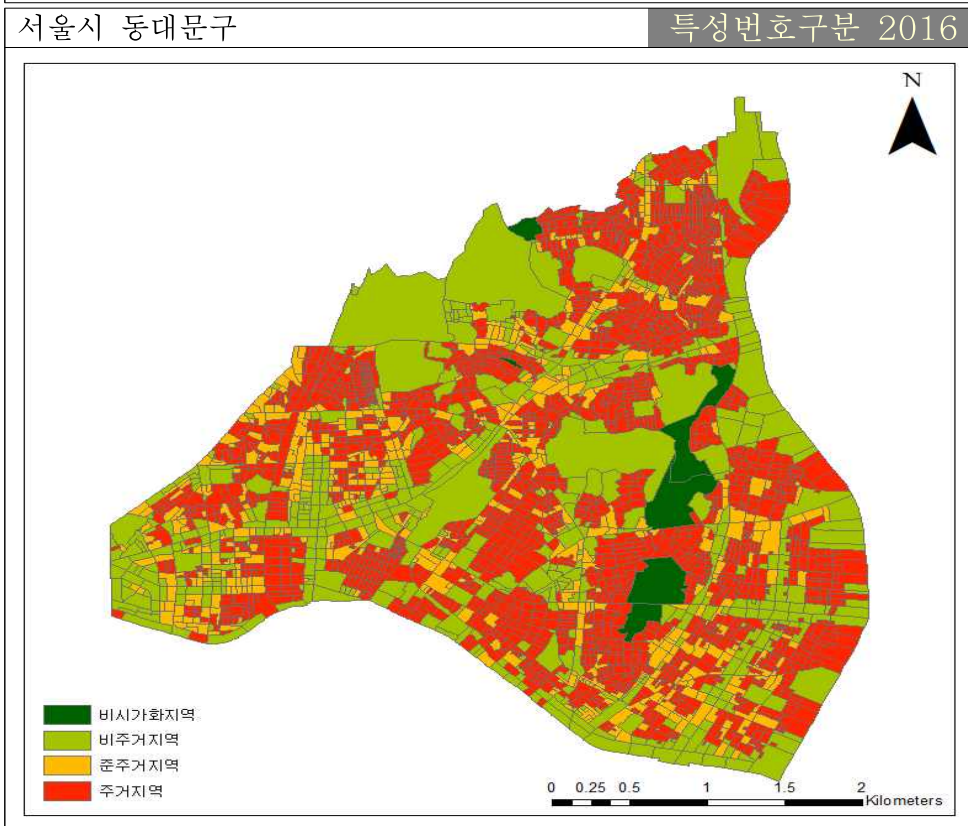 서울시 동대문구
특성번호구분 2016
N
비시가화지역
비주거지역
준주거지역
주거지역
0 0.25 0.5 1 1.5 2
Kilometers